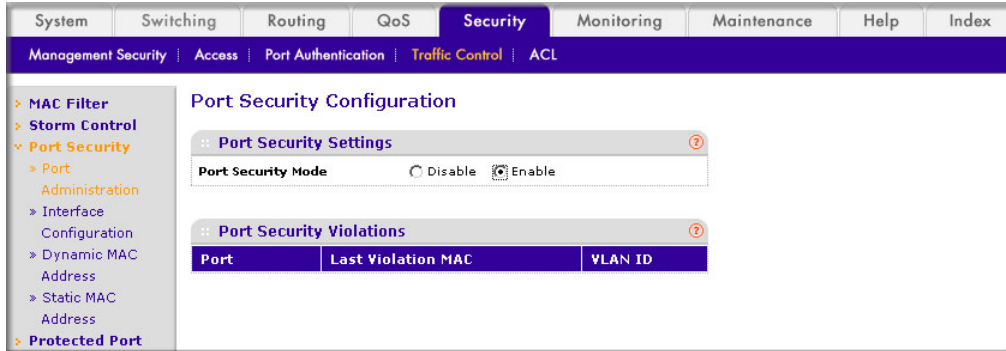 System Switching Routing QoS Security Monitoring Maintenance Help Index
Management Security Access Port Authentication Traffic Control ACL
MAC Filter
Storm Control
Port Security
» Port
Administration
» Interface
Configuration
» Dynamic MAC
Address
» Static MAC
Address
Protected Port
Port Security Configuration
Port Security Settings ?
Port Security Mode Disable Enable
Port Security Violations ?
Port Last Violation MAC VLAN ID